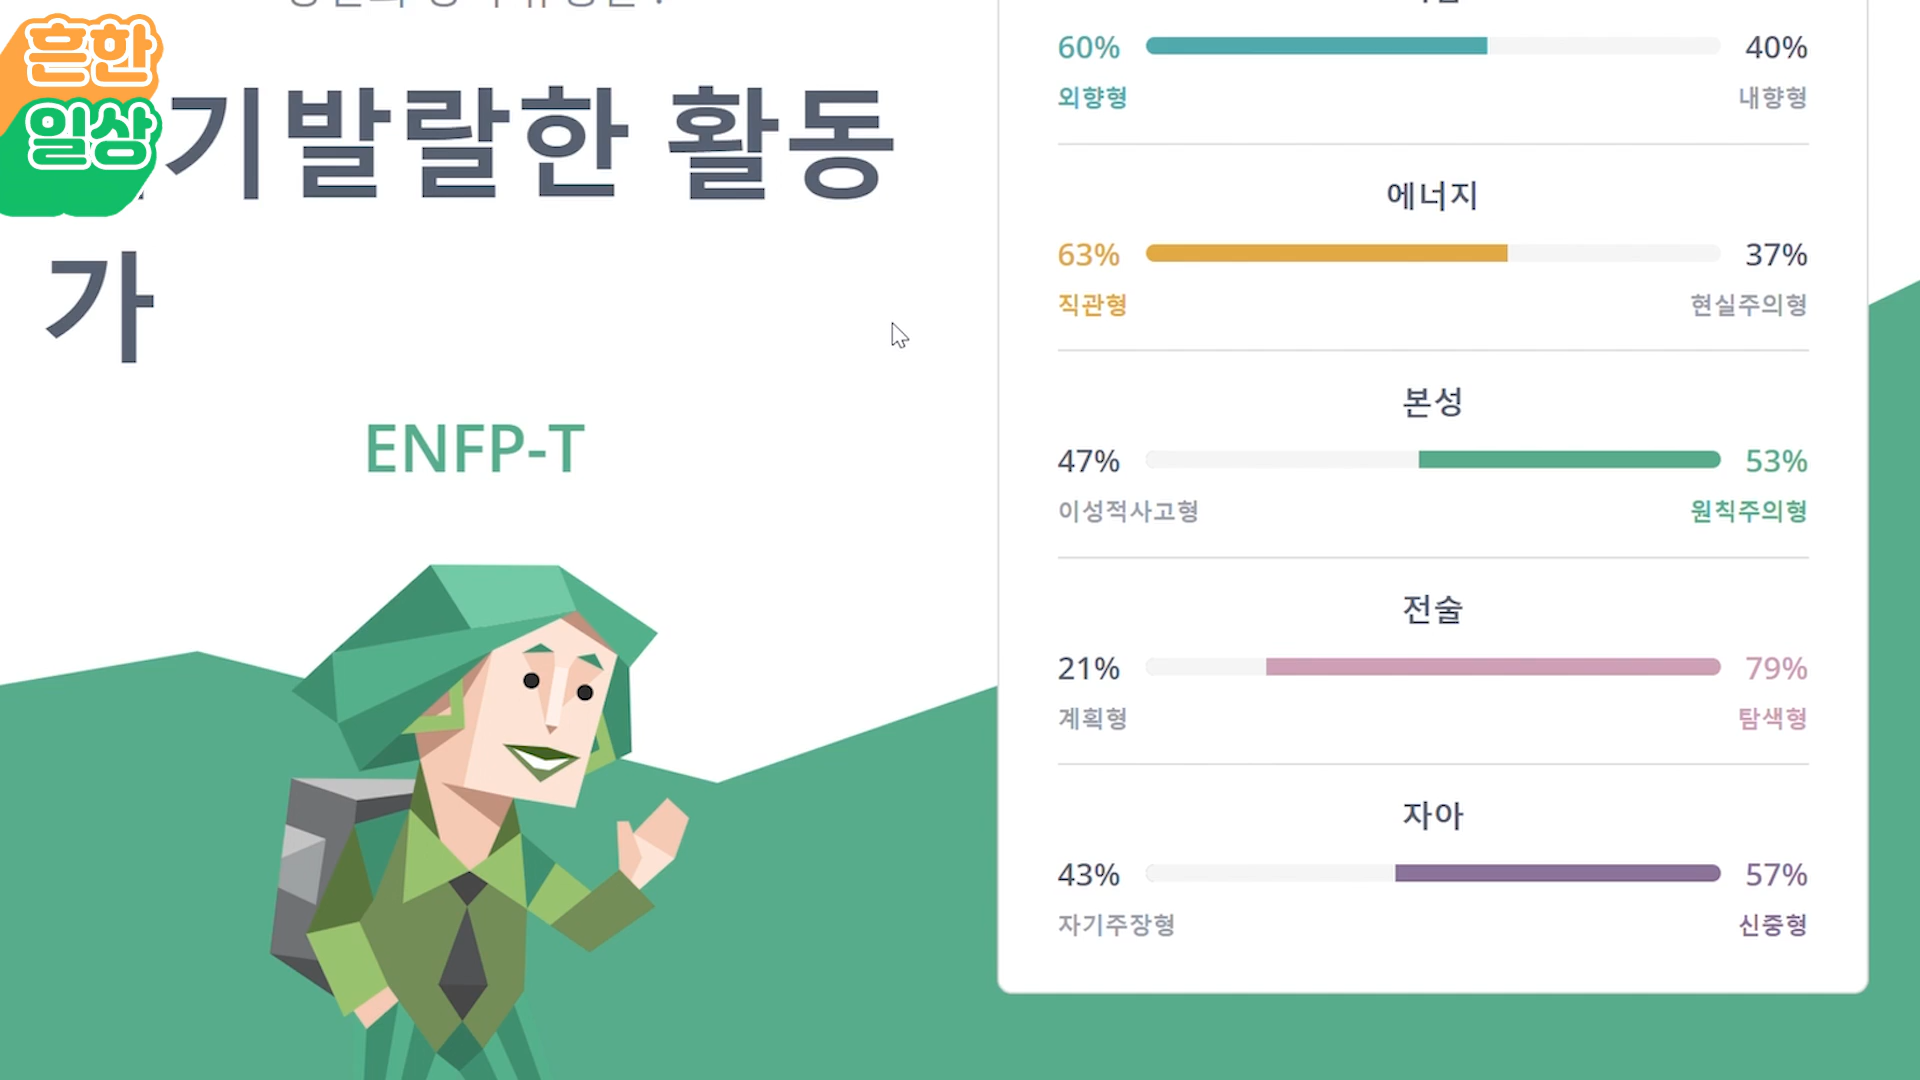 흔한
일상
기발랄한 활동
가
ENFP-T
60% 40%
외향형 내향형
에너지
63% 37%
직관형 현실주의형
본성
47% 53%
이성적사고형 원칙주의형
전술
21% 79%
계획형 탐색형
자아
43% 57%
자기주장형 신중형